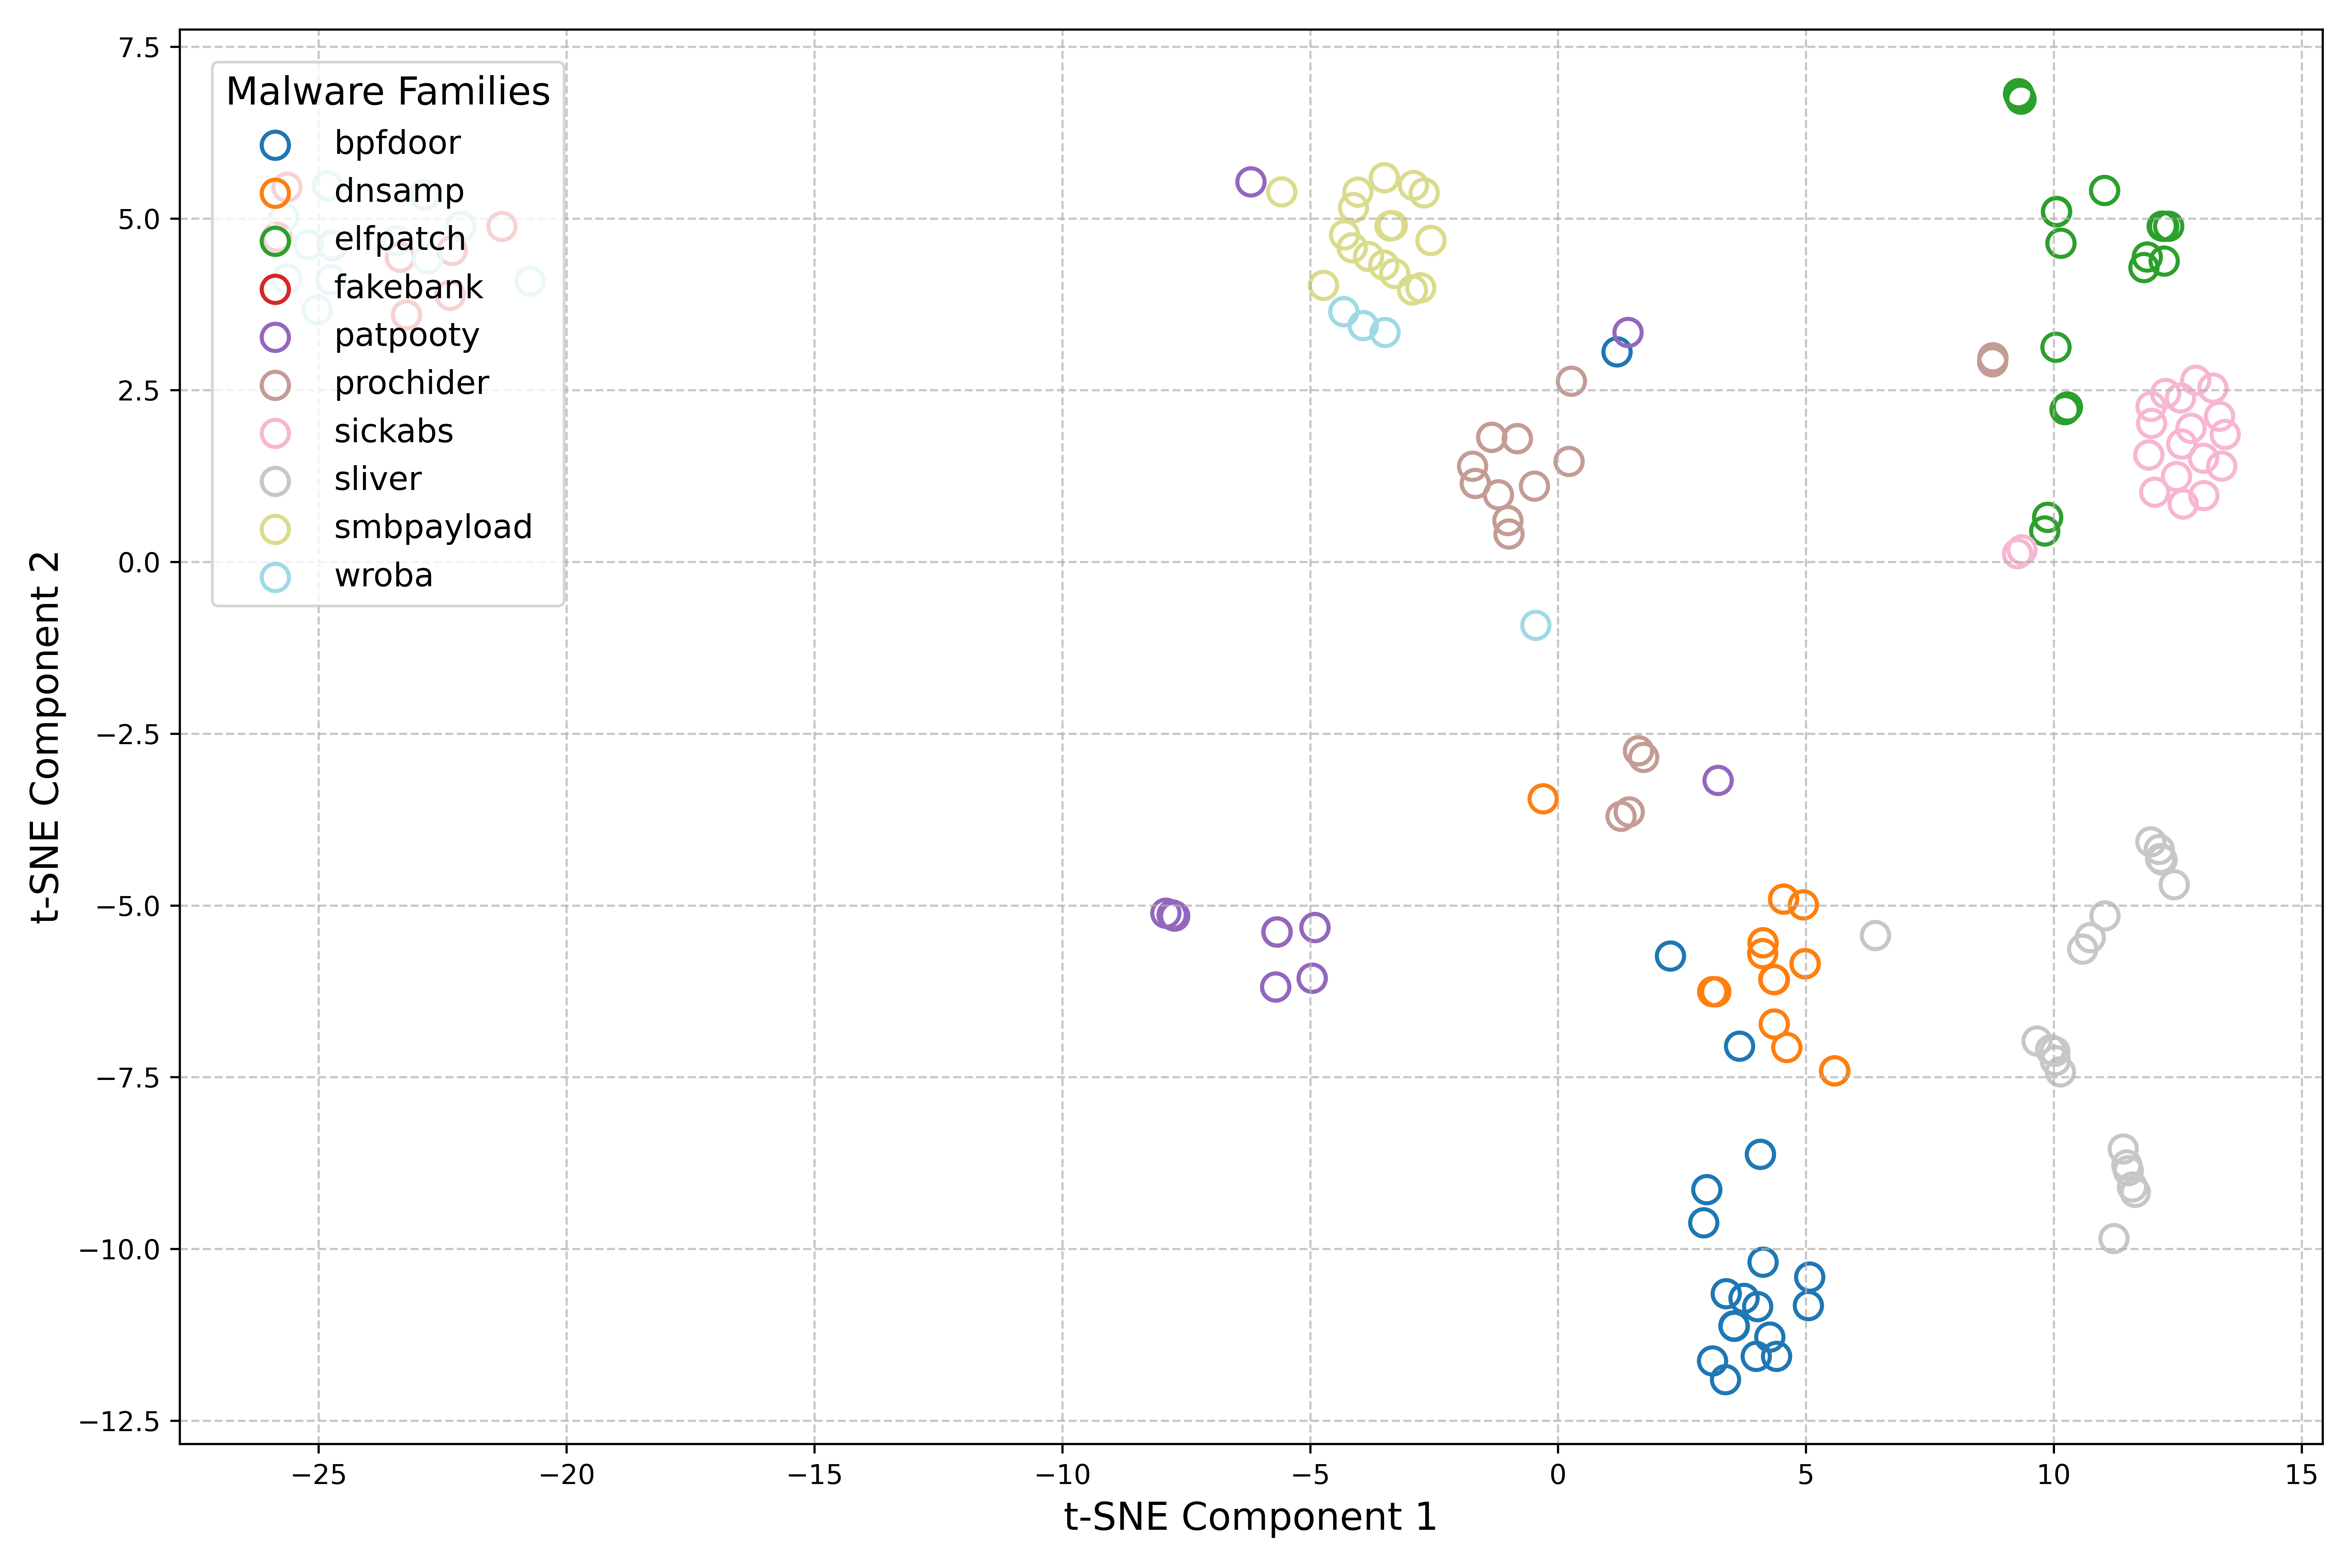 7.5
5.0
2.5
0.0
−2.5
−5.0
−7.5
−10.0
−12.5
t-SNE Component 2
Malware Families
bpfdoor
dnsamp
elfpatch
fakebank
patpooty
prochider
sickabs
sliver
smbpayload
wroba
−25 −20 −15 −10 −5 0 5 10 15
t-SNE Component 1